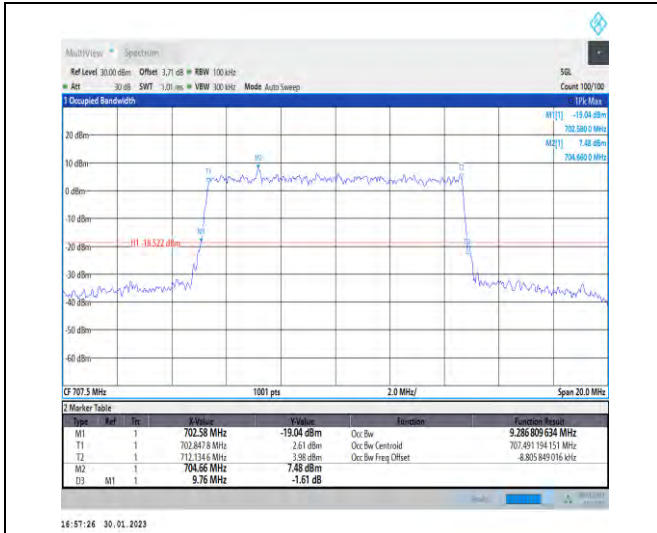 MultiView Spectrum
Ref Level 30.00 dBm Offset 3.71 dB RBW 100 kHz SGL
Att 30 dB SWT 1.01 ms VBW 300 kHz Mode Auto Sweep Count 100/100
1 Occupied Bandwidth 1Pk Max
M1[1] -19.04 dBm
702.580 0 MHz
M2[1] 7.48 dBm
704.660 0 MHz
20 dBm
10 dBm
0 dBm
-10 dBm
-20 dBm
-30 dBm
-40 dBm
-50 dBm
-60 dBm
M2
T1
T2
M1
H1 -18.522 dBm
CF 707.5 MHz 1001 pts 2.0 MHz/ Span 20.0 MHz
2 Marker Table
Type Ref Trc X-Value Y-Value Function Function Result
M1 1 702.58 MHz -19.04 dBm Occ Bw 9.286 809 634 MHz
T1 1 702.847 8 MHz 2.61 dBm Occ Bw Centroid 707.491 194 151 MHz
T2 1 712.134 6 MHz 3.98 dBm Occ Bw Freq Offset -8.805 849 016 kHz
M2 1 704.66 MHz 7.48 dBm
D3 M1 1 9.76 MHz -1.61 dB
16:57:26 30.01.2023